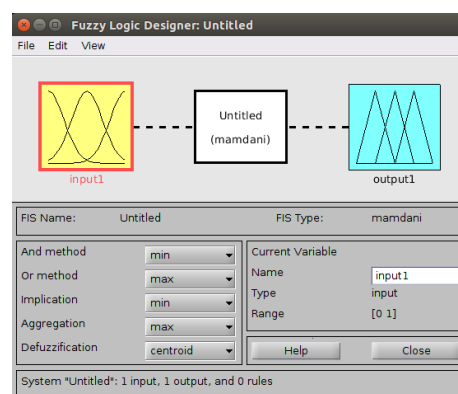 Fuzzy Logic Designer: Untitled
File Edit View
Untitled
(mamdani)
input1
output1
FIS Name: Untitled FIS Type: mamdani
And method min
Or method max
Implication min
Aggregation max
Defuzzification centroid
Current Variable
Name input1
Type input
Range [0 1]
Help Close
System "Untitled": 1 input, 1 output, and 0 rules